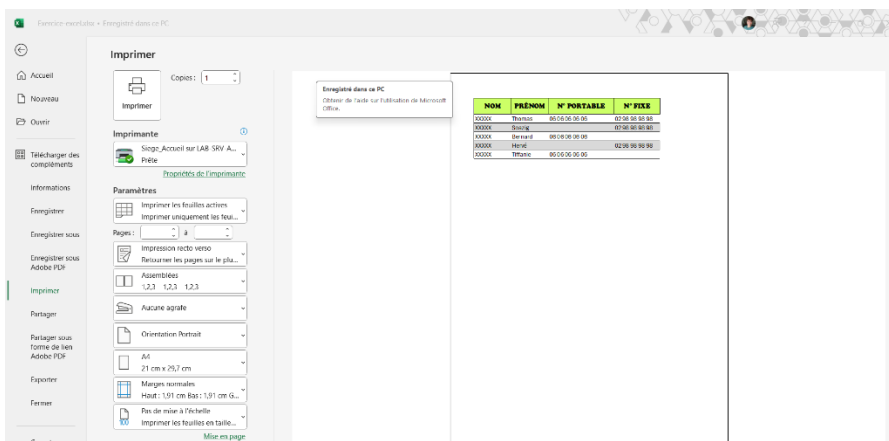 Exercice excel.xlsx • Enregistré dans ce PC
Imprimer
Accueil
Nouveau
Ouvrir
Télécharger des
compléments
Informations
Enregistrer
Enregistrer sous
Enregistrer sous
Adobe PDF
Imprimer
Partager
Partager sous
forme de lien
Adobe PDF
Exporter
Fermer
Imprimer
Copies : 1
Imprimante
Siege_Accueil sur LAB-SRV-A...
Prête
Propriétés de l'imprimante
Paramètres
Imprimer les feuilles actives
Imprimer uniquement les feui...
Pages : à
Impression recto verso
Retourner les pages sur le plu...
Assemblées
1,2,3 1,2,3 1,2,3
Aucune agrafe
Orientation Portrait
A4
21 cm x 29,7 cm
Marges normales
Haut : 1,91 cm Bas : 1,91 cm G...
Pas de mise à l'échelle
100 Imprimer les feuilles en taille...
Mise en page
Enregistré dans ce PC
Obtenir de l'aide sur l'utilisation de Microsoft
Office.
NOM PRÉNOM N° PORTABLE N° FIXE
XXXXX Thomas 06 06 06 06 06 02 98 98 98 98
XXXXX Soazig 02 98 98 98 98
XXXXX Bernard 06 06 06 06 06
XXXXX Hervé 02 98 98 98 98
XXXXX Tiffanie 06 06 06 06 06